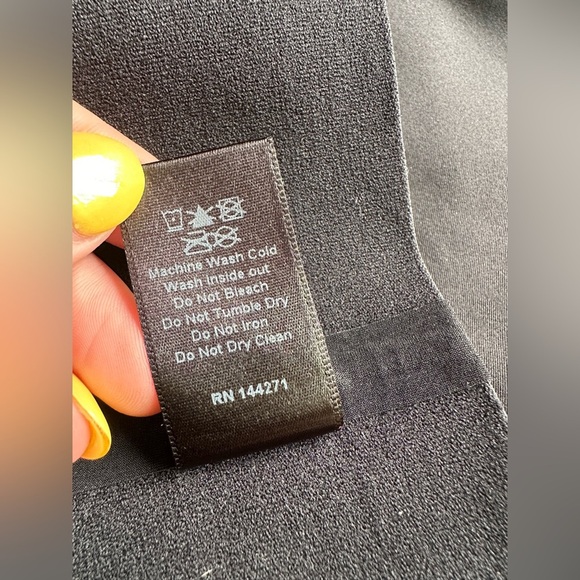 Machine Wash Cold
Wash inside out
Do Not Bleach
Do Not Tumble Dry
Do Not Iron
Do Not Dry Clean
RN 144271